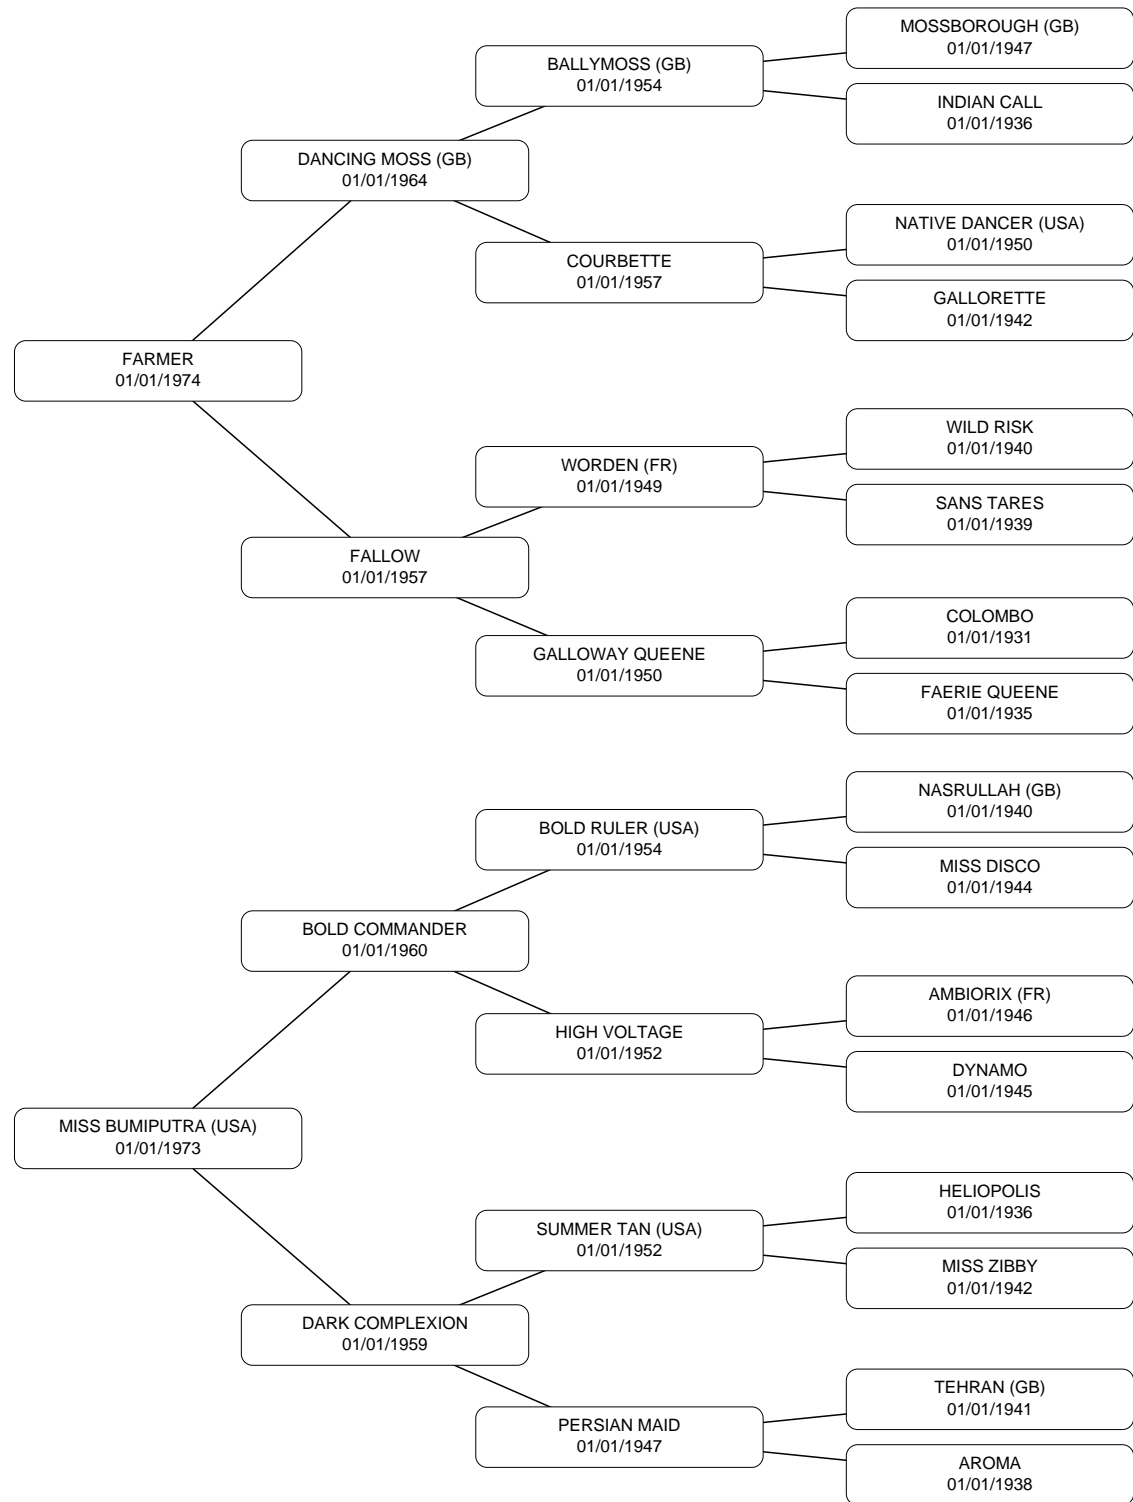 MOSSBOROUGH (GB)
01/01/1947
BALLYMOSS (GB)
01/01/1954
INDIAN CALL
01/01/1936
DANCING MOSS (GB)
01/01/1964
NATIVE DANCER (USA)
01/01/1950
COURBETTE
01/01/1957
GALLORETTE
01/01/1942
FARMER
01/01/1974
WILD RISK
01/01/1940
WORDEN (FR)
01/01/1949
SANS TARES
01/01/1939
FALLOW
01/01/1957
COLOMBO
01/01/1931
GALLOWAY QUEENE
01/01/1950
FAERIE QUEENE
01/01/1935
NASRULLAH (GB)
01/01/1940
BOLD RULER (USA)
01/01/1954
MISS DISCO
01/01/1944
BOLD COMMANDER
01/01/1960
AMBIORIX (FR)
01/01/1946
HIGH VOLTAGE
01/01/1952
DYNAMO
01/01/1945
MISS BUMIPUTRA (USA)
01/01/1973
HELIOPOLIS
01/01/1936
SUMMER TAN (USA)
01/01/1952
MISS ZIBBY
01/01/1942
DARK COMPLEXION
01/01/1959
TEHRAN (GB)
01/01/1941
PERSIAN MAID
01/01/1947
AROMA
01/01/1938